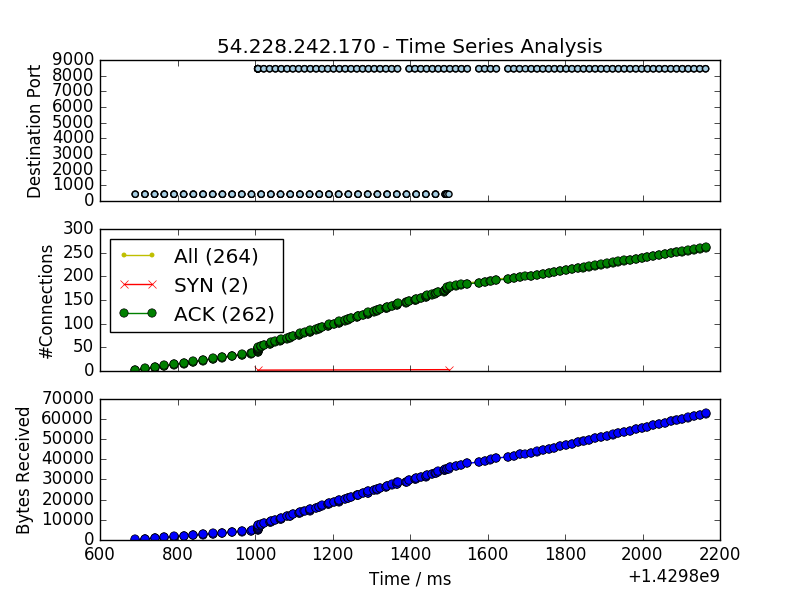 54.228.242.170 - Time Series Analysis
Destination Port
9000
8000
7000
6000
5000
4000
3000
2000
1000
0
#Connections
300
250
200
150
100
50
0
All (264)
SYN (2)
ACK (262)
Bytes Received
70000
60000
50000
40000
30000
20000
10000
0
600 800 1000 1200 1400 1600 1800 2000 2200
Time / ms
+1.4298e9